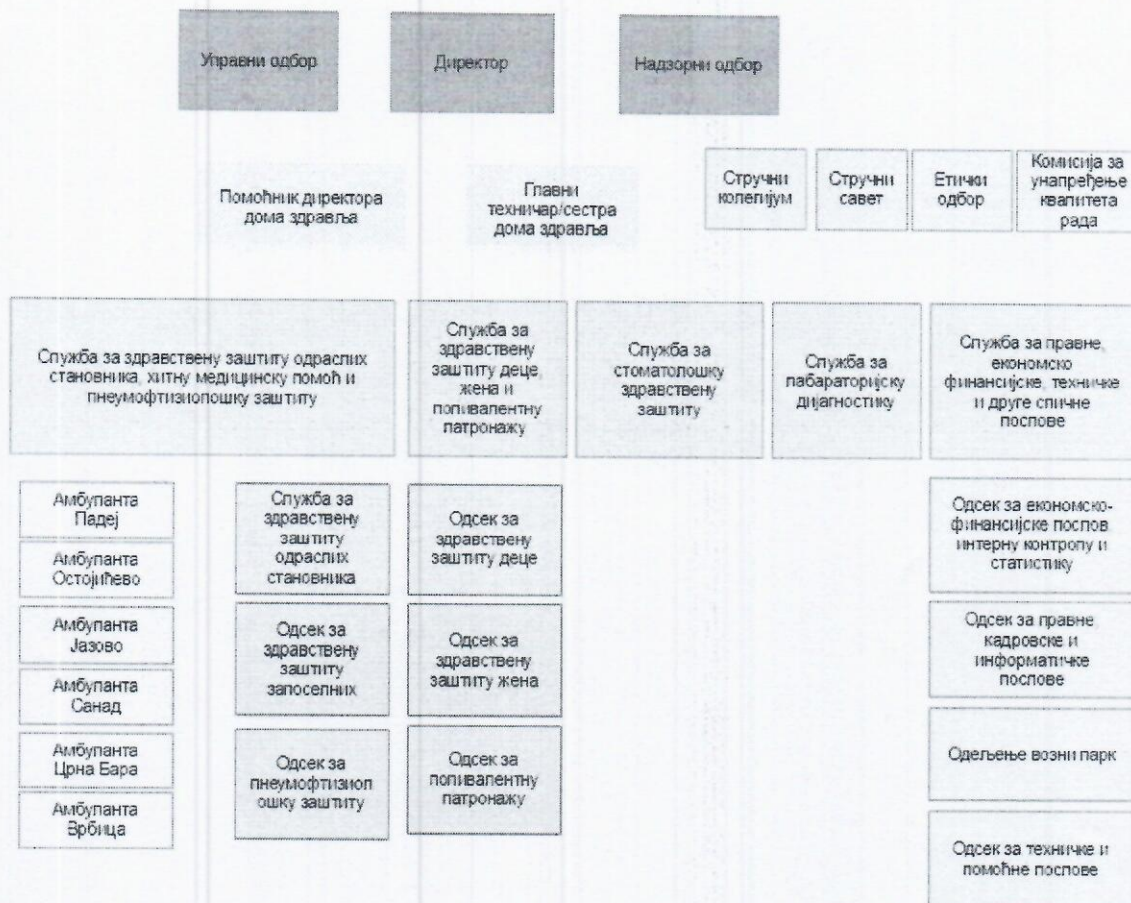 Управни одбор
Директор
Надзорни одбор
Помоћник директора
дома здравља
Главни
техничар/сестра
дома здравља
Стручни
колегијум
Стручни
савет
Етички
одбор
Комисија за
унапређење
квалитета
рада
Служба за здравствену заштиту одраслих
становника, хитну медицинску помоћ и
пнеумофтизиолошку заштиту
Служба за
здравствену
заштиту деце,
жена и
поливалентну
патронажу
Служба за
стоматолошку
здравствену
заштиту
Служба за
лабараторијску
дијагностику
Служба за правне,
економско
финансијске, техничке
и друге сличне
послове
Амбуланта
Падеј
Амбуланта
Остојићево
Амбуланта
Јазово
Амбуланта
Санад
Амбуланта
Црна Бара
Амбуланта
Врбица
Служба за
здравствену
заштиту
одраслих
становника
Одсек за
здравствену
заштиту
запоселних
Одсек за
пнеумофтизиол
ошку заштиту
Одсек за
здравствену
заштиту деце
Одсек за
здравствену
заштиту жена
Одсек за
поливалентну
патронажу
Одсек за економско-
финансијске послов
интерну контролу и
статистику
Одсек за правне
кадровске и
информатичке
послове
Одељење возни парк
Одсек за техничке и
помоћне послове